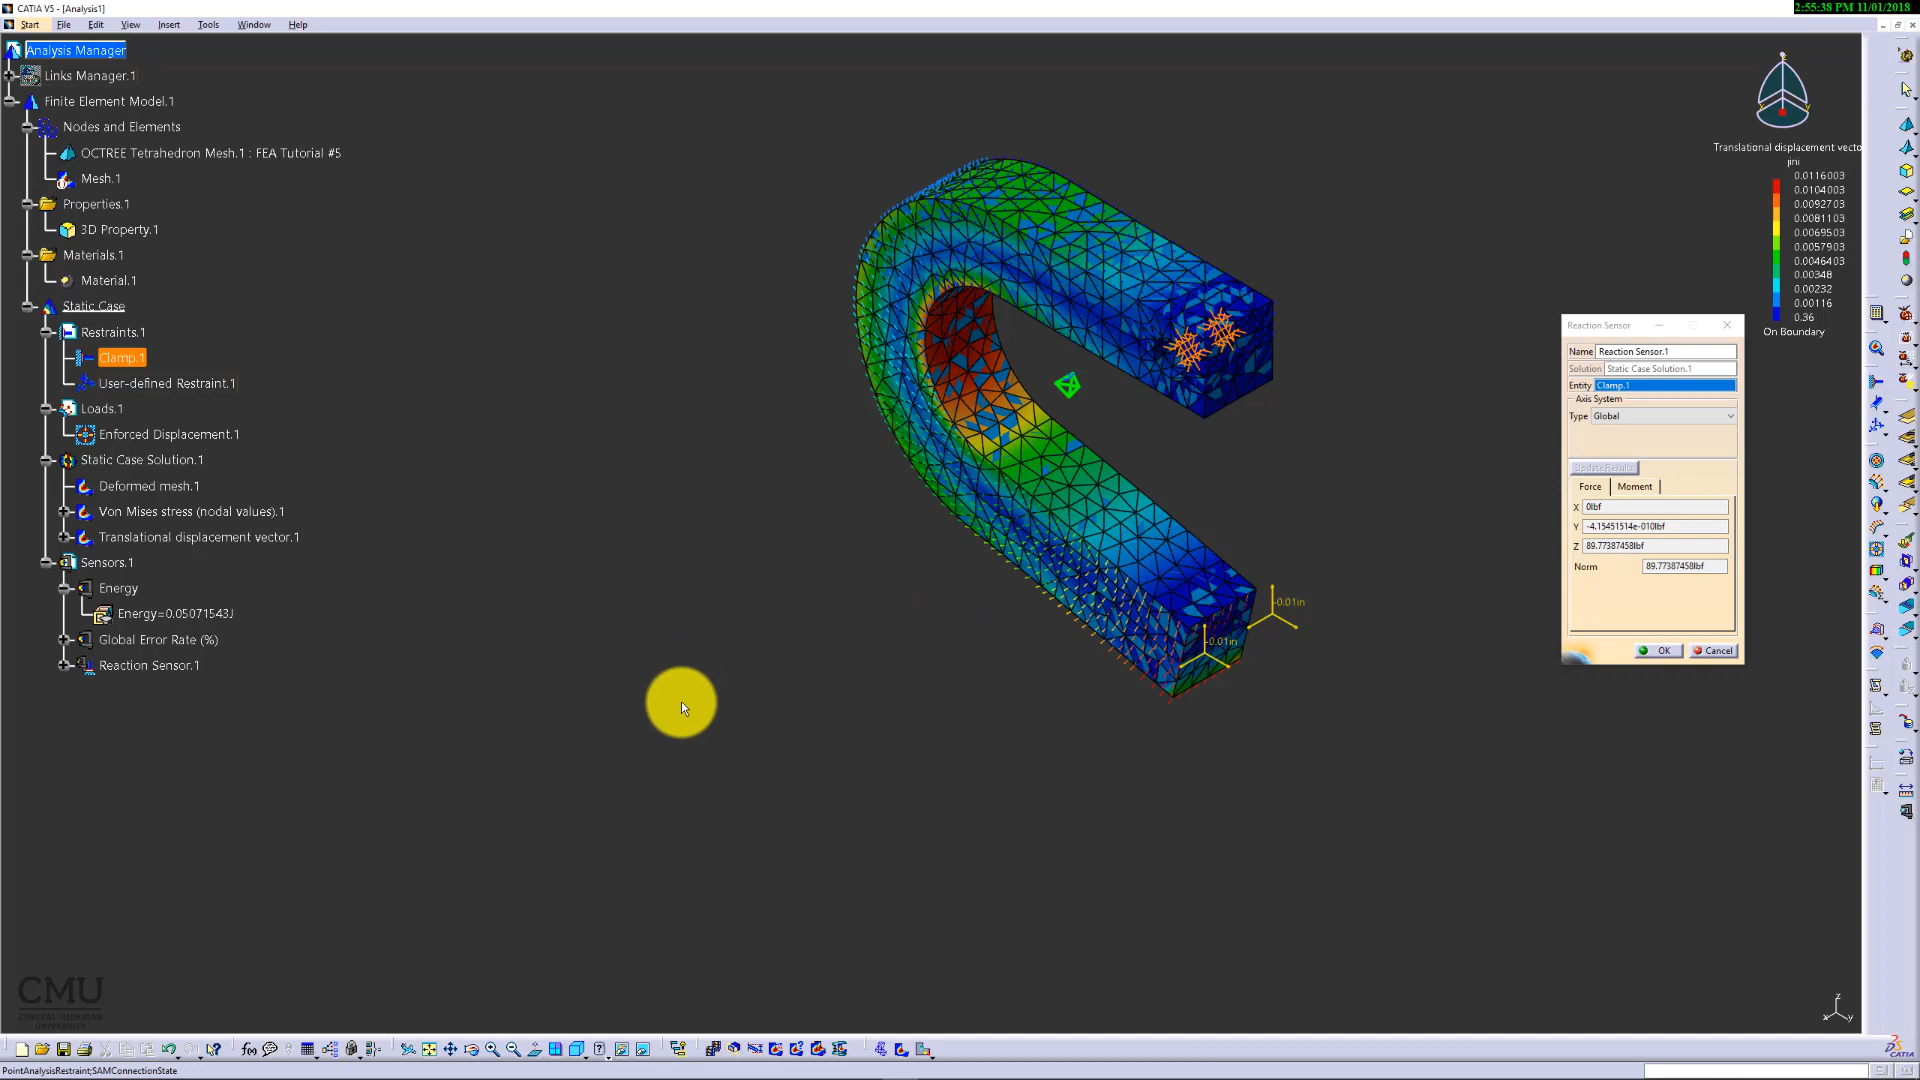 CATIA V5 - [Analysis1]
2:55:38 PM 11/01/2018
Start File Edit View Insert Tools Window Help
Analysis Manager
Links Manager.1
Finite Element Model.1
Nodes and Elements
OCTREE Tetrahedron Mesh.1 : FEA Tutorial #5
Mesh.1
Properties.1
3D Property.1
Materials.1
Material.1
Static Case
Restraints.1
Clamp.1
User-defined Restraint.1
Loads.1
Enforced Displacement.1
Static Case Solution.1
Deformed mesh.1
Von Mises stress (nodal values).1
Translational displacement vector.1
Sensors.1
Energy
Energy=0.05071543J
Global Error Rate (%)
Reaction Sensor.1
-0.01in
-0.01in
Translational displacement vecto
0.0116003
0.0104003
0.0092703
0.0081103
0.0069503
0.0057903
0.0046403
0.00348
0.00232
0.00116
0.36
On Boundary
Reaction Sensor
Name Reaction Sensor.1
Solution Static Case Solution.1
Entity Clamp.1
Axis System
Type Global
Update Results
Force Moment
X 0lbf
Y -4.15451514e-010lbf
Z 89.77387458lbf
Norm 89.77387458lbf
OK Cancel
CMU
CENTRAL MICHIGAN
UNIVERSITY
z
x y
CATIA
PointAnalysisRestraint;SAMConnectionState